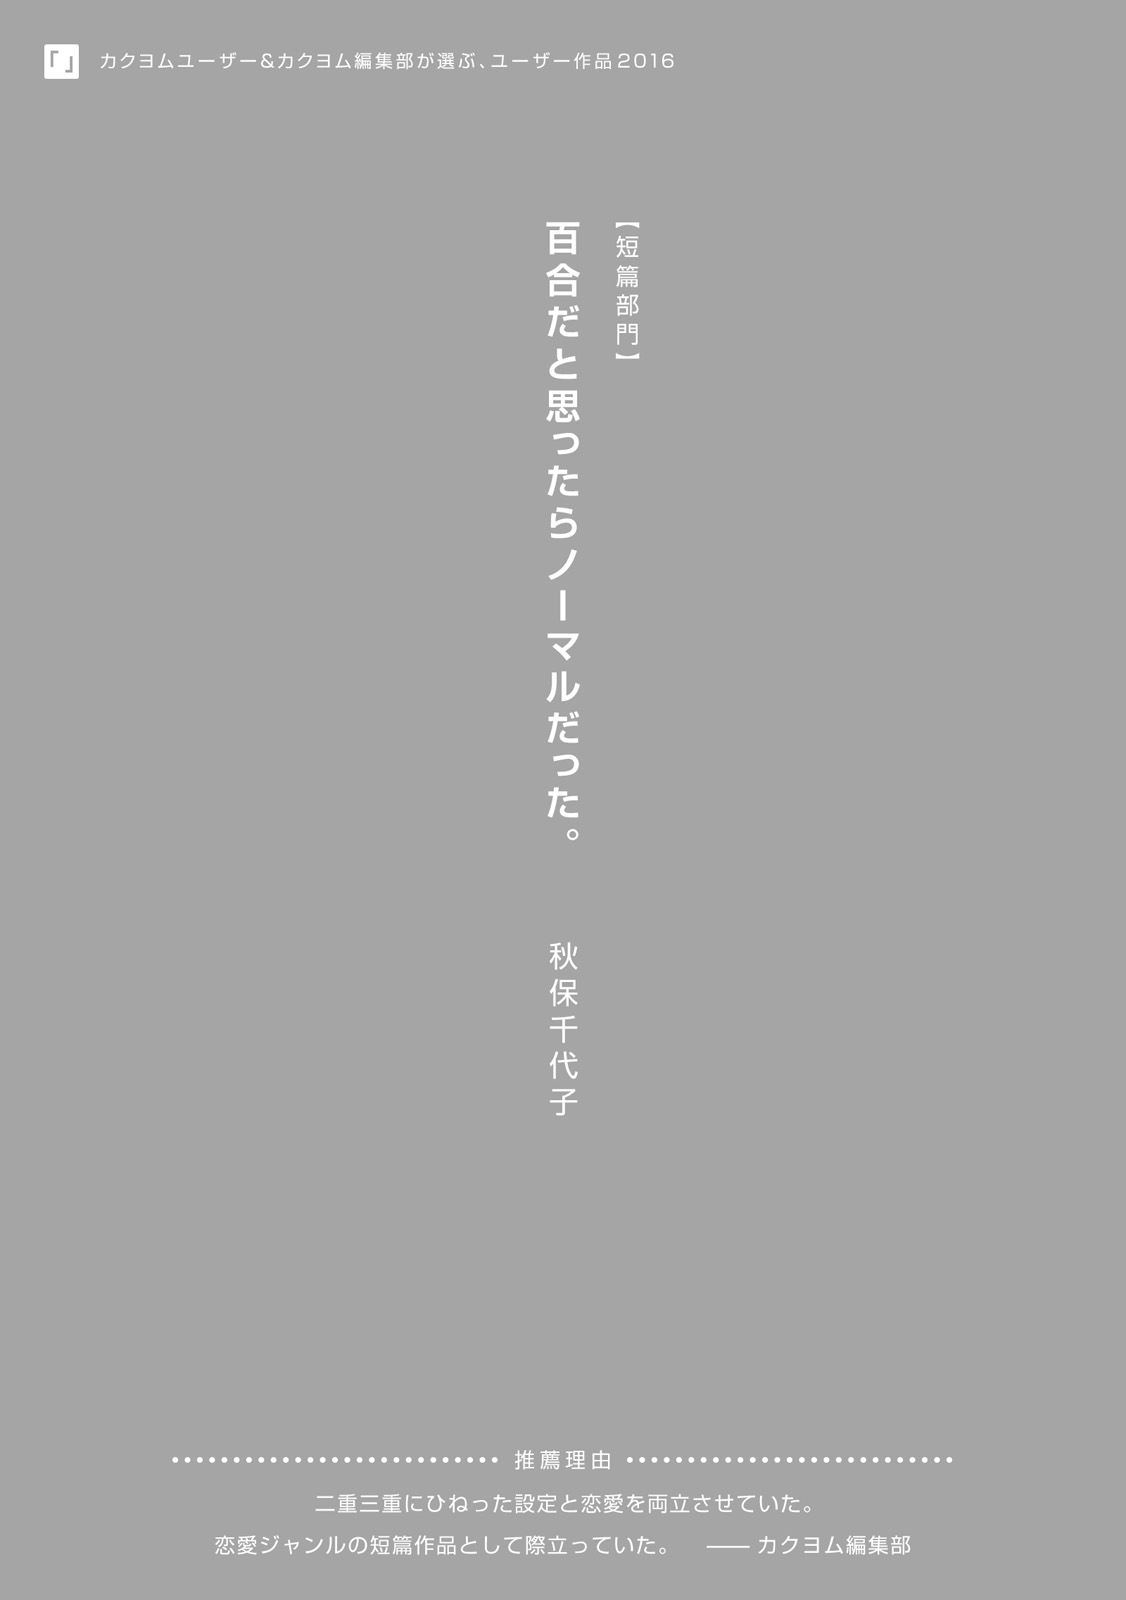 「」 カクヨムユーザー&カクヨム編集部が選ぶ、ユーザー作品2016
【短篇部門】
百合だと思ったらノーマルだった。 秋保千代子
推薦理由
二重三重にひねった設定と恋愛を両立させていた。
恋愛ジャンルの短篇作品として際立っていた。 ―― カクヨム編集部